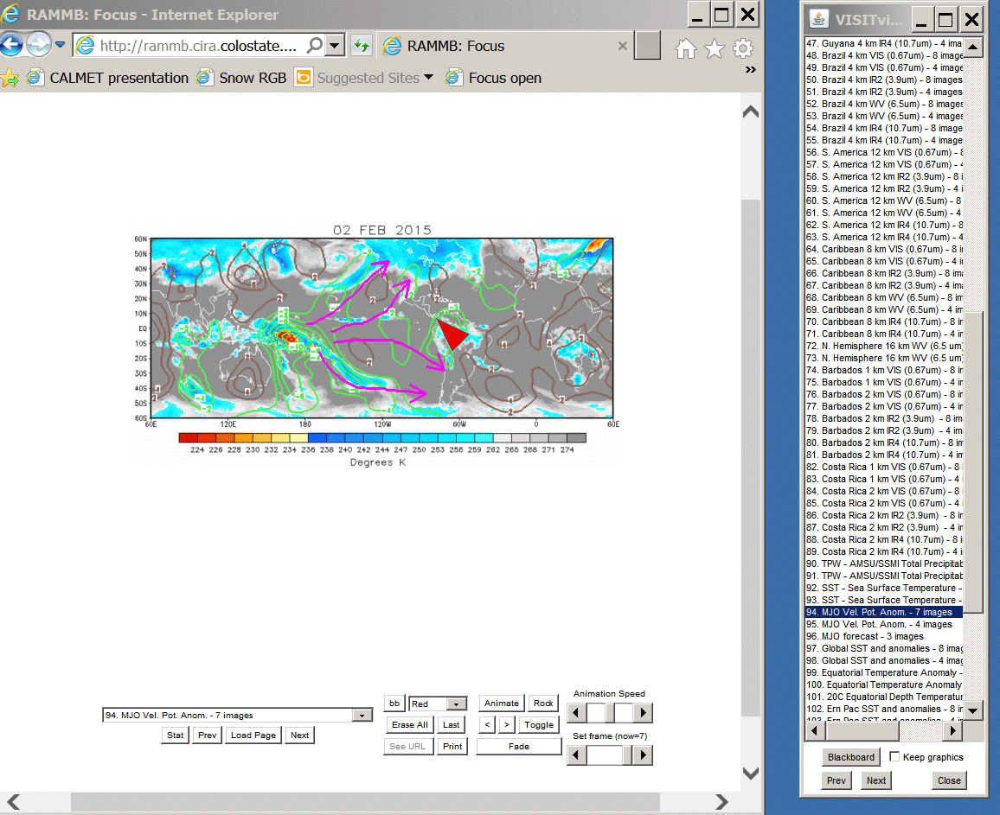 RAMMB: Focus - Internet Explorer
http://rammb.cira.colostate....
RAMMB: Focus
CALMET presentation
Snow RGB
Suggested Sites
Focus open
02 FEB 2015
60N
50N
40N
30N
20N
10N
EQ
10S
20S
30S
40S
50S
60S
60E 120E 180 120W 60W 0 60E
224 226 228 230 232 234 236 238 240 242 244 247 250 253 256 259 262 265 268 271 274
Degrees K
94. MJO Vel. Pot. Anom. - 7 images
Stat Prev Load Page Next
bb Red
Erase All Last
See URL Print
Animate Rock
< > Toggle
Fade
Animation Speed
Set frame (now=7)
VISITvi...
47. Guyana 4 km IR4 (10.7um) - 4 ima
48. Brazil 4 km VIS (0.67um) - 8 image
49. Brazil 4 km VIS (0.67um) - 4 image
50. Brazil 4 km IR2 (3.9um) - 8 images
51. Brazil 4 km IR2 (3.9um) - 4 images
52. Brazil 4 km WV (6.5um) - 8 images
53. Brazil 4 km WV (6.5um) - 4 images
54. Brazil 4 km IR4 (10.7um) - 8 image
55. Brazil 4 km IR4 (10.7um) - 4 image
56. S. America 12 km VIS (0.67um) - 8
57. S. America 12 km VIS (0.67um) - 4
58. S. America 12 km IR2 (3.9um) - 8 i
59. S. America 12 km IR2 (3.9um) - 4 i
60. S. America 12 km WV (6.5um) - 8
61. S. America 12 km WV (6.5um) - 4
62. S. America 12 km IR4 (10.7um) - 8
63. S. America 12 km IR4 (10.7um) - 4
64. Caribbean 8 km VIS (0.67um) - 8 i
65. Caribbean 8 km VIS (0.67um) - 4 i
66. Caribbean 8 km IR2 (3.9um) - 8 im
67. Caribbean 8 km IR2 (3.9um) - 4 im
68. Caribbean 8 km WV (6.5um) - 8 im
69. Caribbean 8 km WV (6.5um) - 4 im
70. Caribbean 8 km IR4 (10.7um) - 8 i
71. Caribbean 8 km IR4 (10.7um) - 4 i
72. N. Hemisphere 16 km WV (6.5 um)
73. N. Hemisphere 16 km WV (6.5 um)
74. Barbados 1 km VIS (0.67um) - 8 i
75. Barbados 1 km VIS (0.67um) - 4 i
76. Barbados 2 km VIS (0.67um) - 8 i
77. Barbados 2 km VIS (0.67um) - 4 i
78. Barbados 2 km IR2 (3.9um) - 8 im
79. Barbados 2 km IR2 (3.9um) - 4 im
80. Barbados 2 km IR4 (10.7um) - 8 im
81. Barbados 2 km IR4 (10.7um) - 4 im
82. Costa Rica 1 km VIS (0.67um) - 8
83. Costa Rica 1 km VIS (0.67um) - 4
84. Costa Rica 2 km VIS (0.67um) - 8
85. Costa Rica 2 km VIS (0.67um) - 4
86. Costa Rica 2 km IR2 (3.9um) - 8 i
87. Costa Rica 2 km IR2 (3.9um) - 4 i
88. Costa Rica 2 km IR4 (10.7um) - 8 i
89. Costa Rica 2 km IR4 (10.7um) - 4 i
90. TPW - AMSU/SSMI Total Precipitab
91. TPW - AMSU/SSMI Total Precipitab
92. SST - Sea Surface Temperature -
93. SST - Sea Surface Temperature -
94. MJO Vel. Pot. Anom. - 7 images
95. MJO Vel. Pot. Anom. - 4 images
96. MJO forecast - 3 images
97. Global SST and anomalies - 8 imag
98. Global SST and anomalies - 4 imag
99. Equatorial Temperature Anomaly -
100. Equatorial Temperature Anomaly
101. 20C Equatorial Depth Temperatur
102. Ern Pac SST and anomalies - 8 im
Blackboard Keep graphics
Prev Next Close